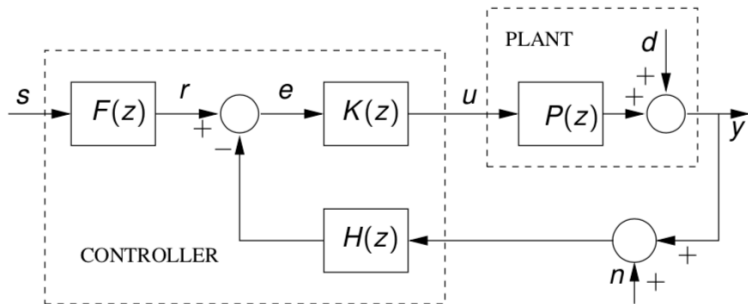 PLANT
d
s
F(z)
r
e
K(z)
u
P(z)
+
+
y
+
−
H(z)
CONTROLLER
n
+
+